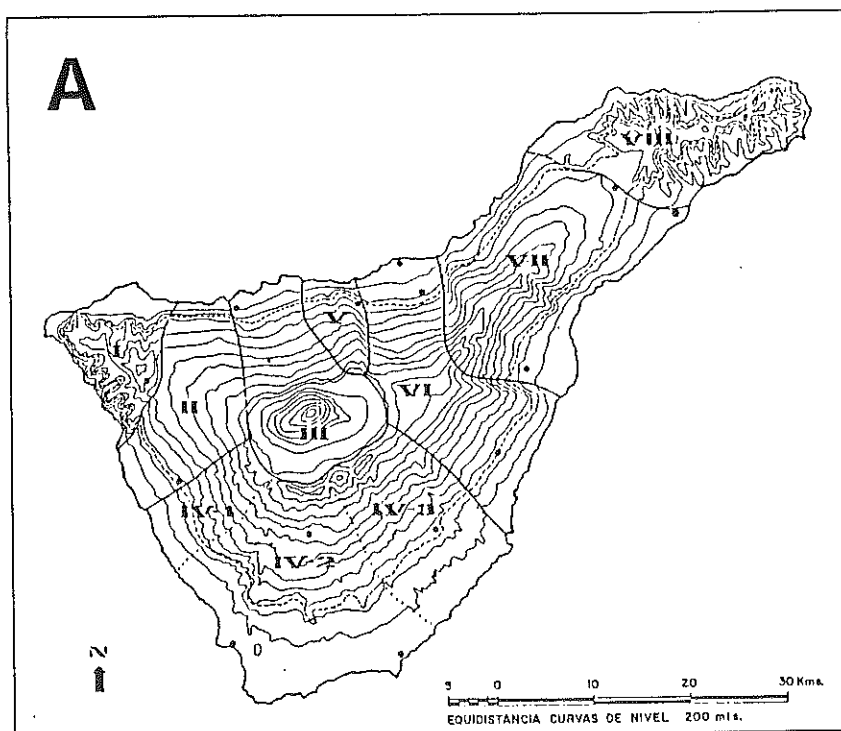 A
VIII
VII
V
I
VI
II
III
IV-1
IV-2
N
5 0 10 20 30 Kms.
EQUIDISTANCIA CURVAS DE NIVEL 200 mts.